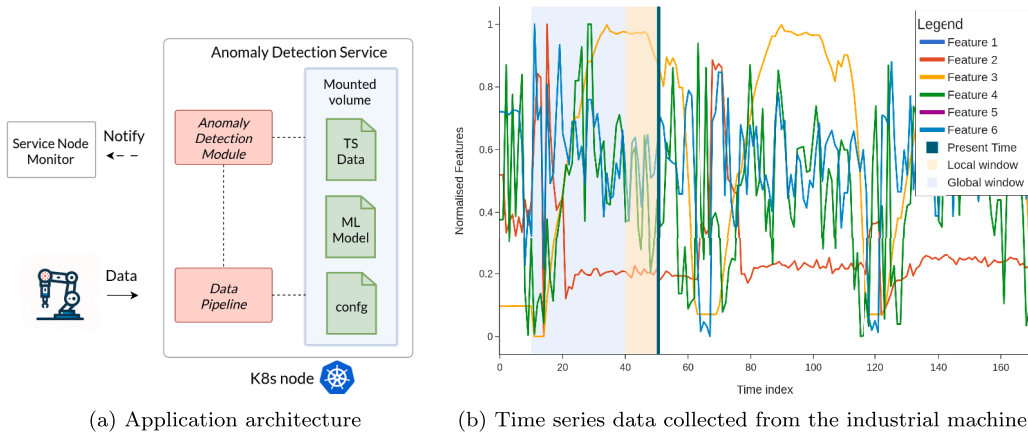 Anomaly Detection Service
Mounted
volume
Anomaly
Detection
Module
TS
Data
Service Node
Monitor
Notify
ML
Model
Data
Data
Pipeline
confg
K8s node
(a) Application architecture
Normalised Features
1
0.8
0.6
0.4
0.2
0
0
20
40
60
80
100
120
140
160
Time index
Legend
Feature 1
Feature 2
Feature 3
Feature 4
Feature 5
Feature 6
Present Time
Local window
Global window
(b) Time series data collected from the industrial machine